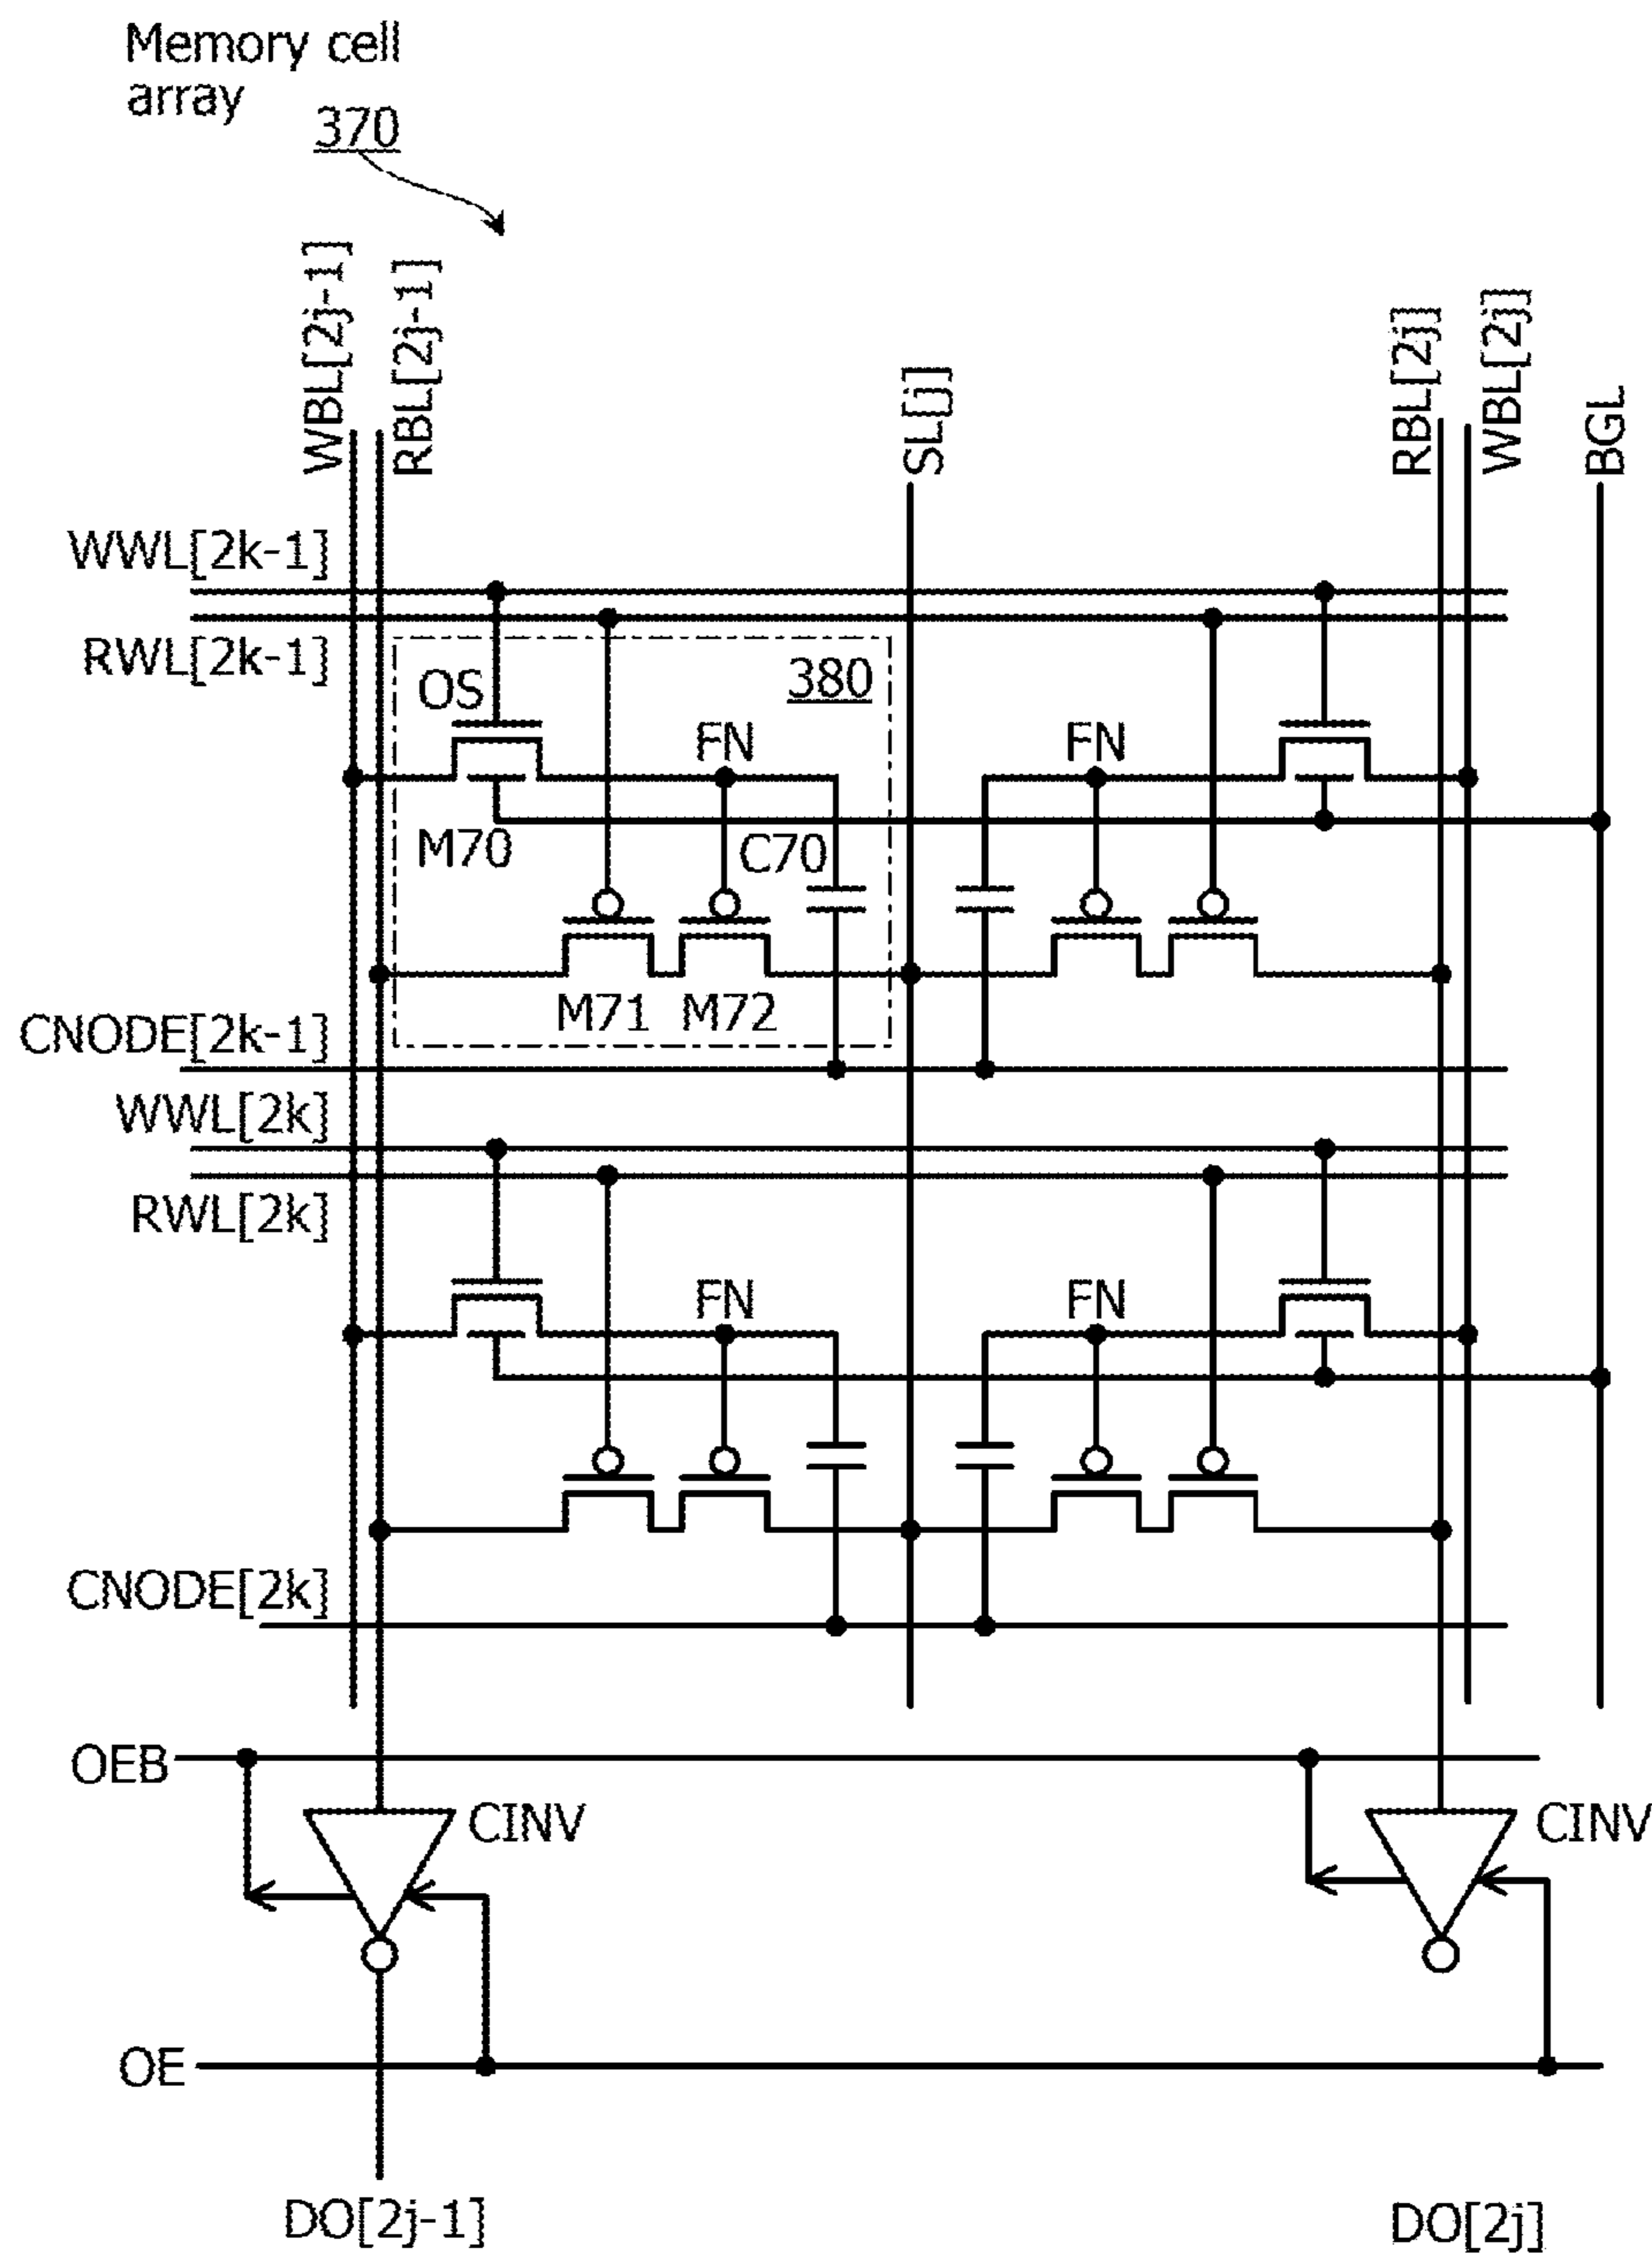 Memory cell
array
370
WBL[2j-1]
RBL[2j-1]
SL[j]
RBL[2j]
WBL[2j]
BGL
WWL[2k-1]
RWL[2k-1]
OS
380
FN
FN
M70
C70
M71
M72
CNODE[2k-1]
WWL[2k]
RWL[2k]
FN
FN
CNODE[2k]
OEB
CINV
CINV
OE
DO[2j-1]
DO[2j]